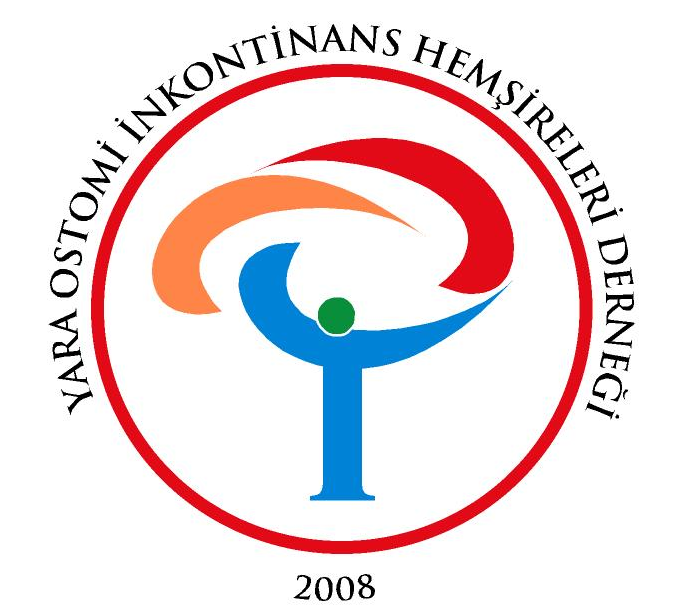 YARA OSTOMİ İNKONTİNANS HEMŞİRELERİ DERNEĞİ
2008